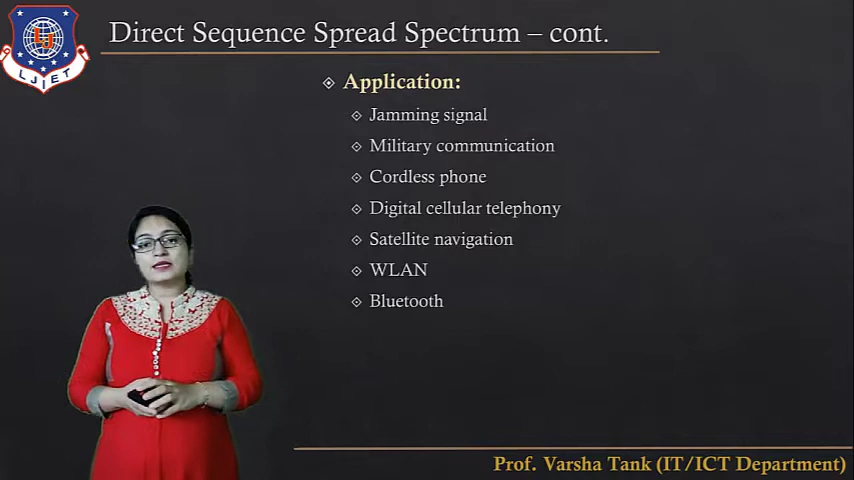 Direct Sequence Spread Spectrum – cont.
LJIET
Application:
Jamming signal
Military communication
Cordless phone
Digital cellular telephony
Satellite navigation
WLAN
Bluetooth
Prof. Varsha Tank (IT/ICT Department)